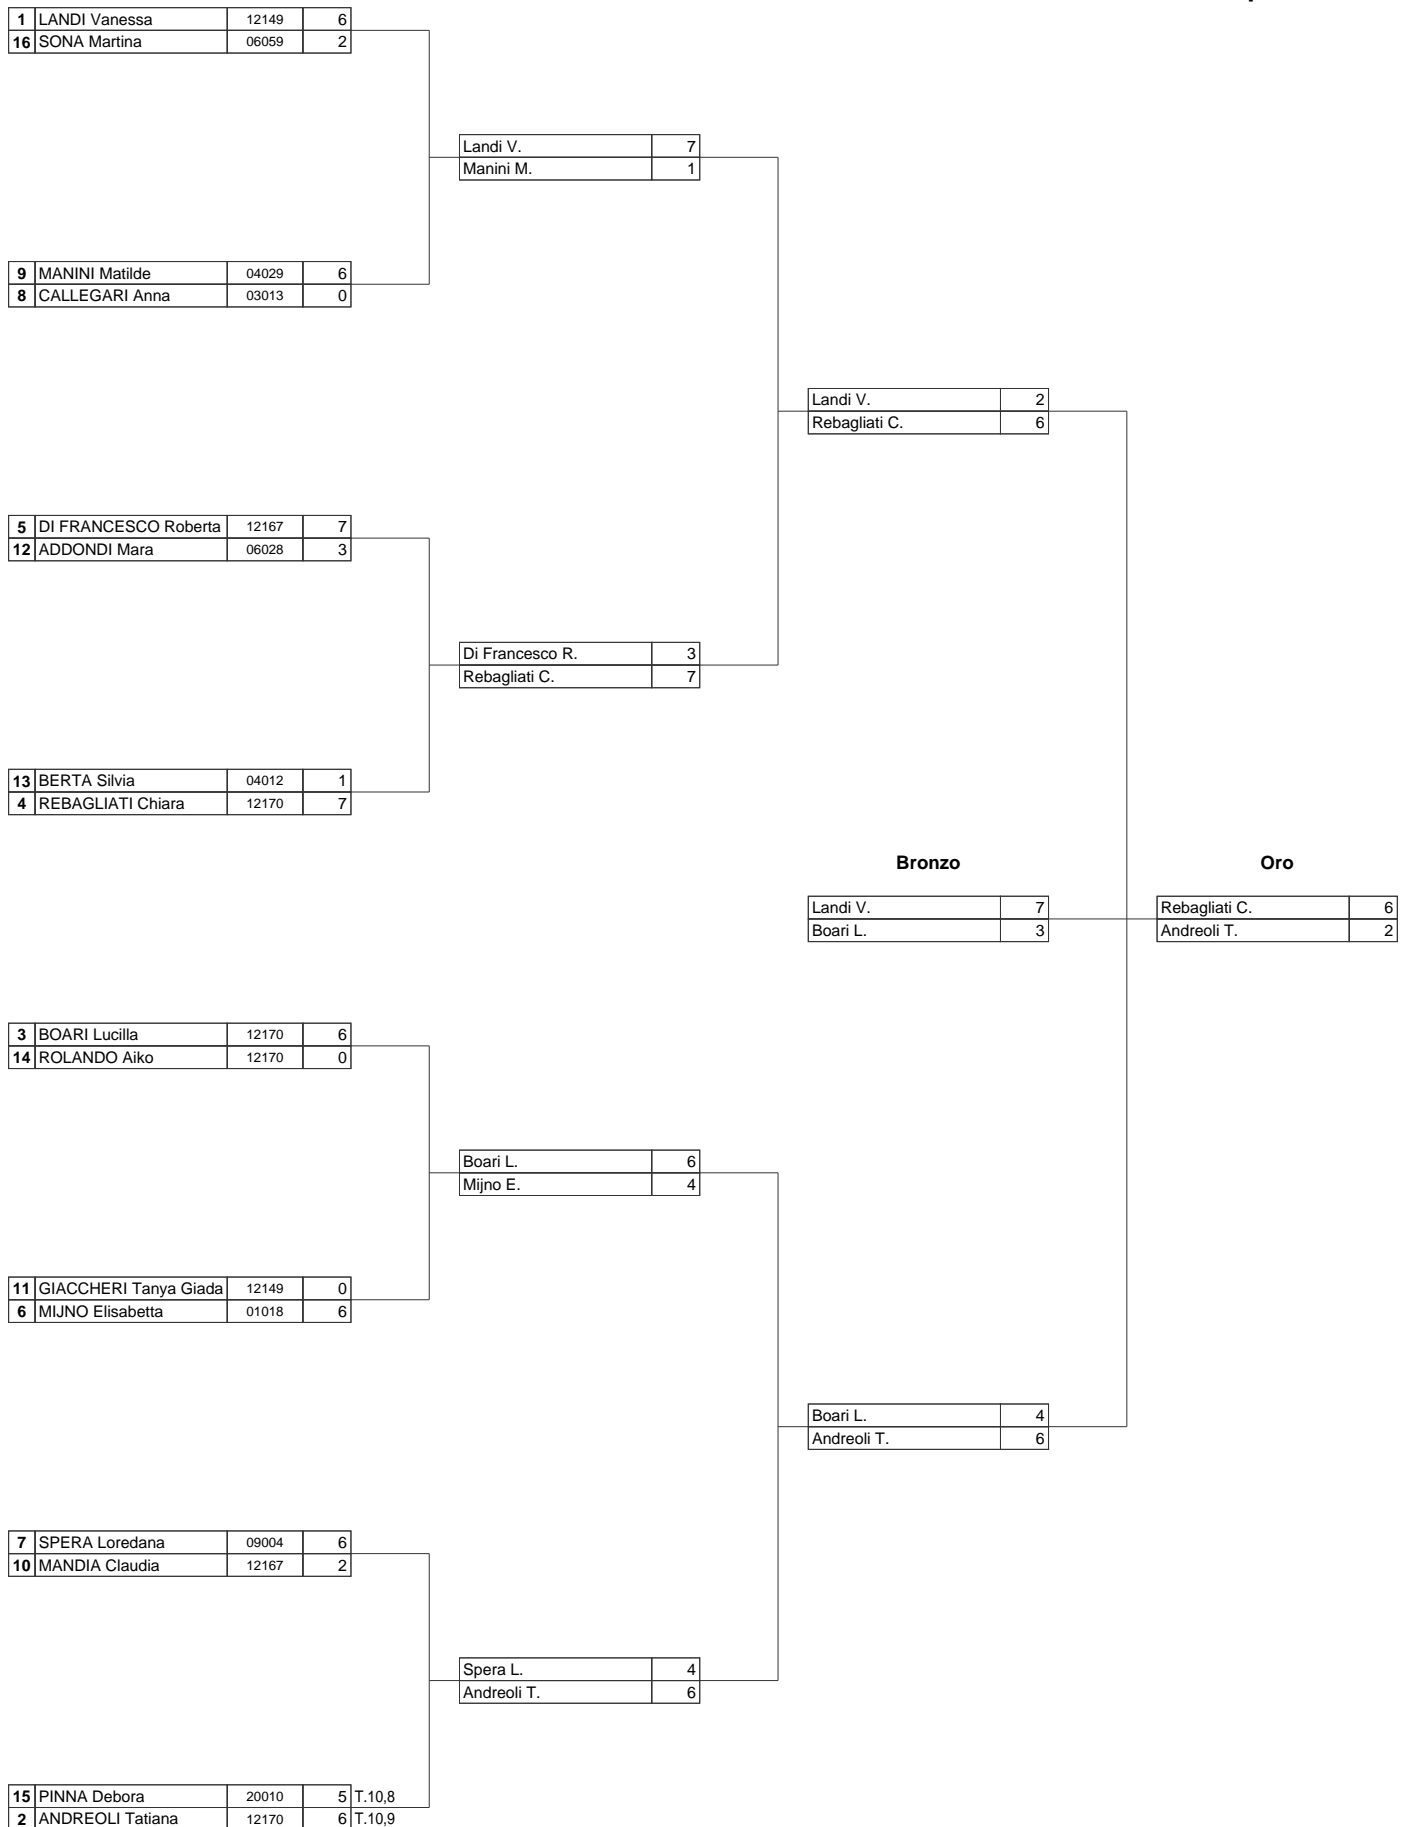 1 LANDI Vanessa 12149 6
16 SONA Martina 06059 2
Landi V. 7
Manini M. 1
9 MANINI Matilde 04029 6
8 CALLEGARI Anna 03013 0
Landi V. 2
Rebagliati C. 6
5 DI FRANCESCO Roberta 12167 7
12 ADDONDI Mara 06028 3
Di Francesco R. 3
Rebagliati C. 7
13 BERTA Silvia 04012 1
4 REBAGLIATI Chiara 12170 7
Bronzo Oro
Landi V. 7 Rebagliati C. 6
Boari L. 3 Andreoli T. 2
3 BOARI Lucilla 12170 6
14 ROLANDO Aiko 12170 0
Boari L. 6
Mijno E. 4
11 GIACCHERI Tanya Giada 12149 0
6 MIJNO Elisabetta 01018 6
Boari L. 4
Andreoli T. 6
7 SPERA Loredana 09004 6
10 MANDIA Claudia 12167 2
Spera L. 4
Andreoli T. 6
15 PINNA Debora 20010 5 T.10,8
2 ANDREOLI Tatiana 12170 6 T.10,9